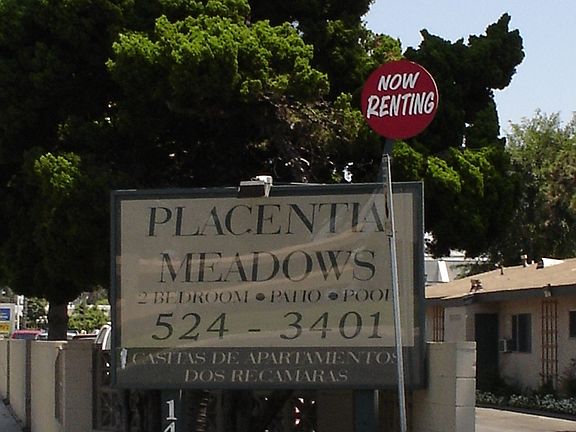 NOW
RENTING
PLACENTIA
MEADOWS
2 BEDROOM • PATIO • POOL
524 - 3401
CASITAS DE APARTAMENTOS
DOS RECAMARAS